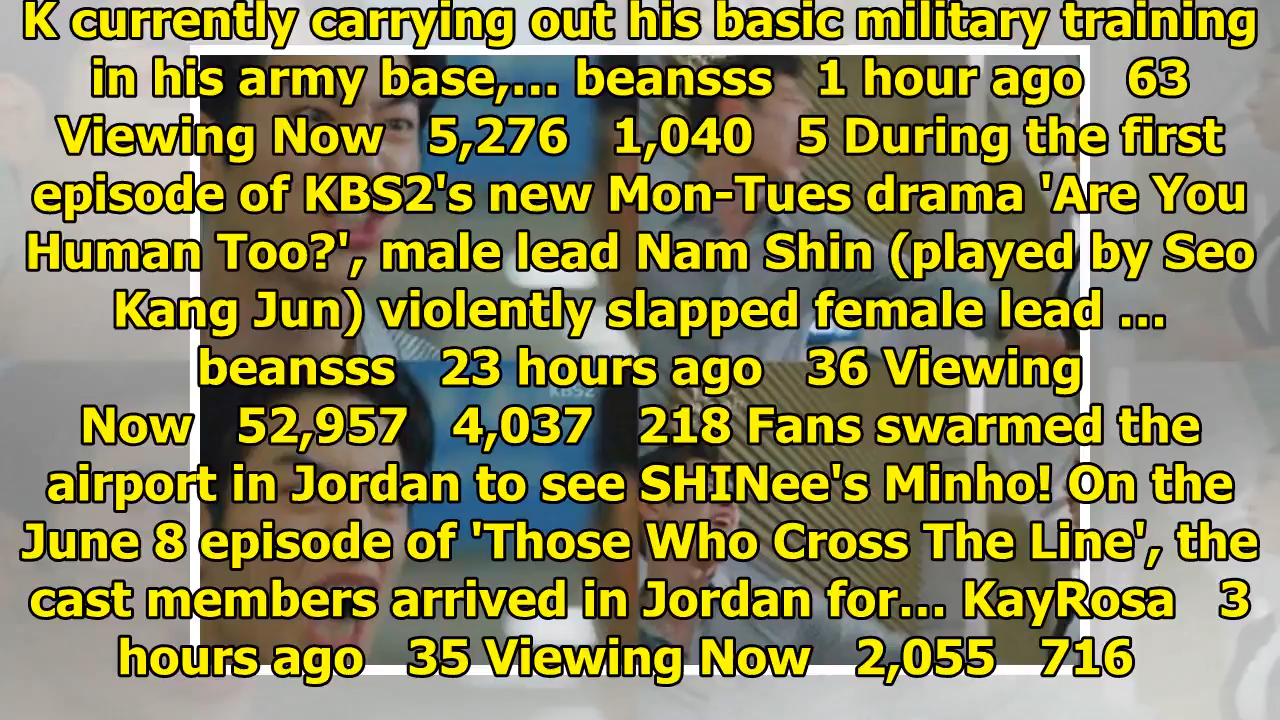 K currently carrying out his basic military training
in his army base,... beansss 1 hour ago 63
Viewing Now 5,276 1,040 5 During the first
episode of KBS2's new Mon-Tues drama 'Are You
Human Too?', male lead Nam Shin (played by Seo
Kang Jun) violently slapped female lead ...
beansss 23 hours ago 36 Viewing
Now 52,957 4,037 218 Fans swarmed the
airport in Jordan to see SHINee's Minho! On the
June 8 episode of 'Those Who Cross The Line', the
cast members arrived in Jordan for... KayRosa 3
hours ago 35 Viewing Now 2,055 716
KBS2